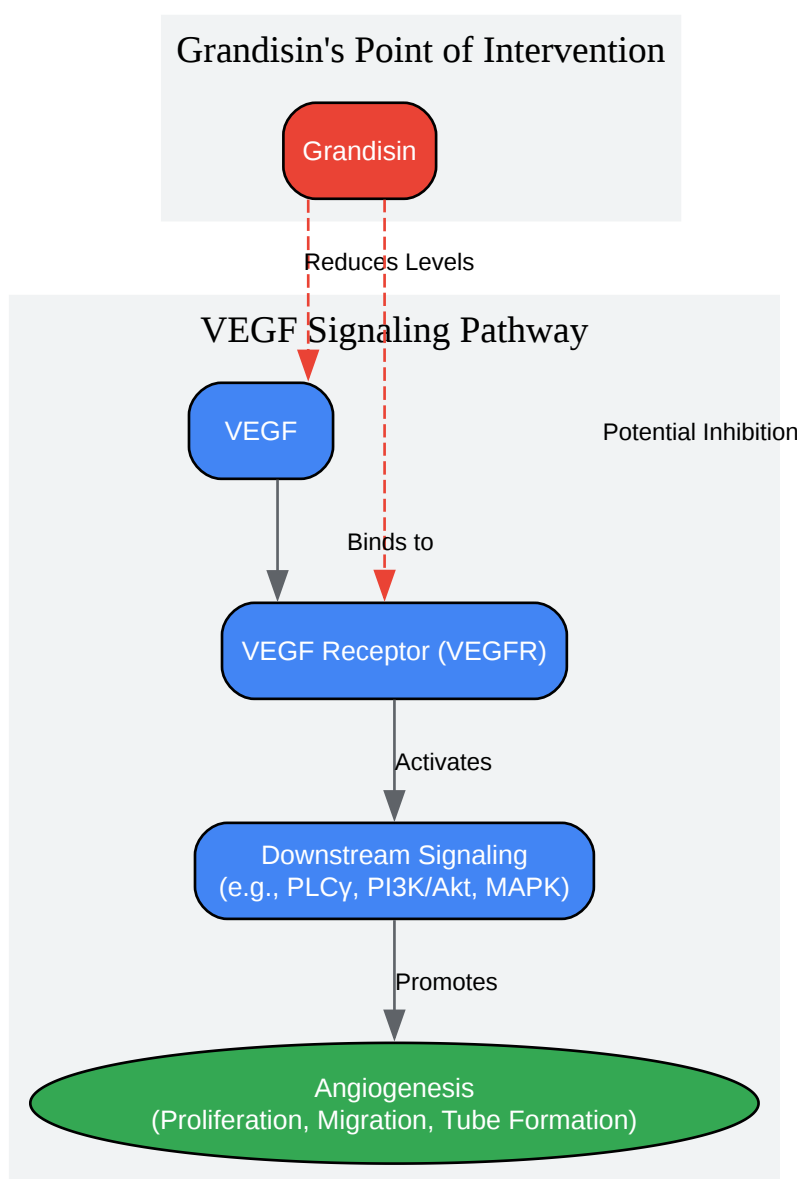 Grandisin's Point of Intervention
Grandisin
Reduces Levels
VEGF Signaling Pathway
VEGF
Potential Inhibition
Binds to
VEGF Receptor (VEGFR)
Activates
Downstream Signaling
(e.g., PLCγ, PI3K/Akt, MAPK)
Promotes
Angiogenesis
(Proliferation, Migration, Tube Formation)